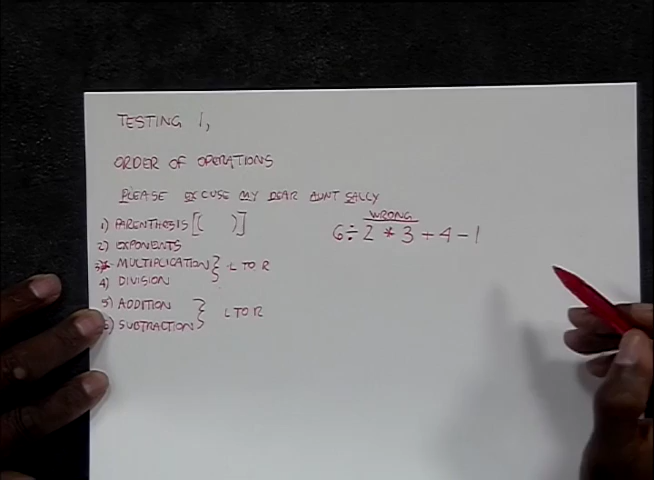 TESTING 1,
ORDER OF OPERATIONS
PLEASE EXCUSE MY DEAR AUNT SALLY
1) PARENTHESIS [( )]
2) EXPONENTS
3) MULTIPLICATION } L TO R
4) DIVISION
5) ADDITION } L TO R
6) SUBTRACTION
WRONG
6÷2 * 3 + 4 - 1